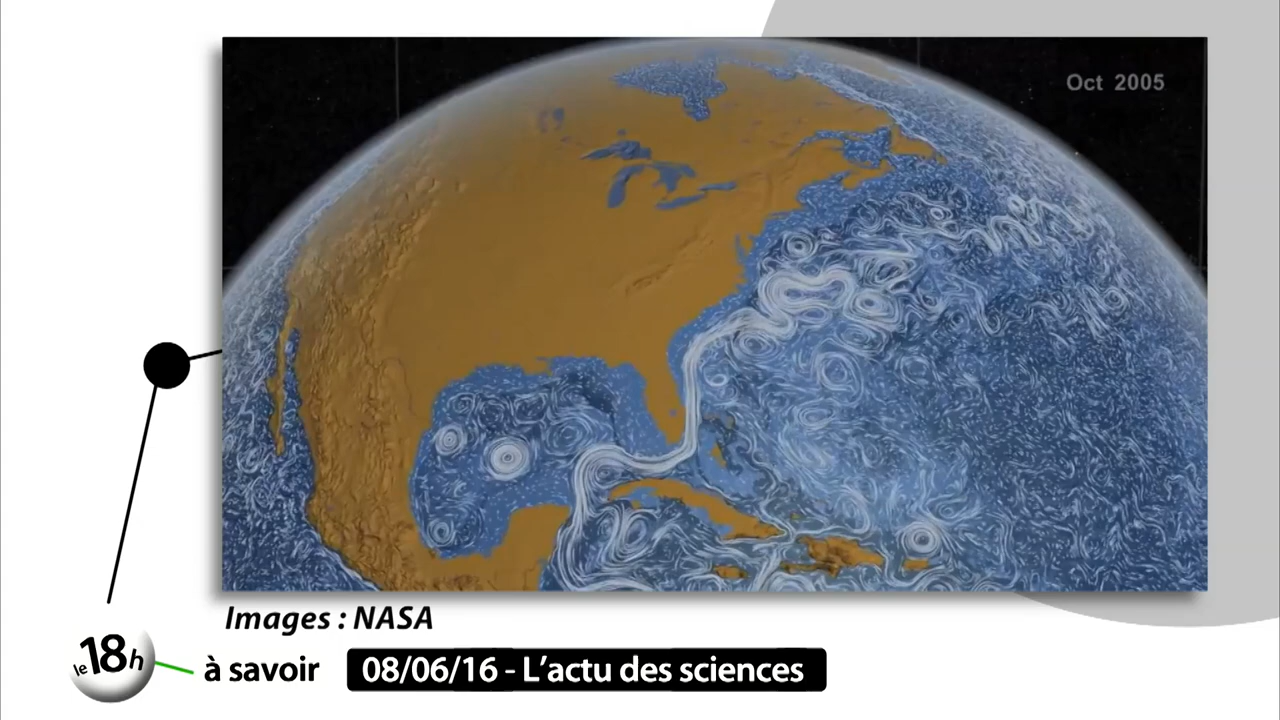 Oct 2005
Images : NASA
le 18h
à savoir
08/06/16 - L'actu des sciences